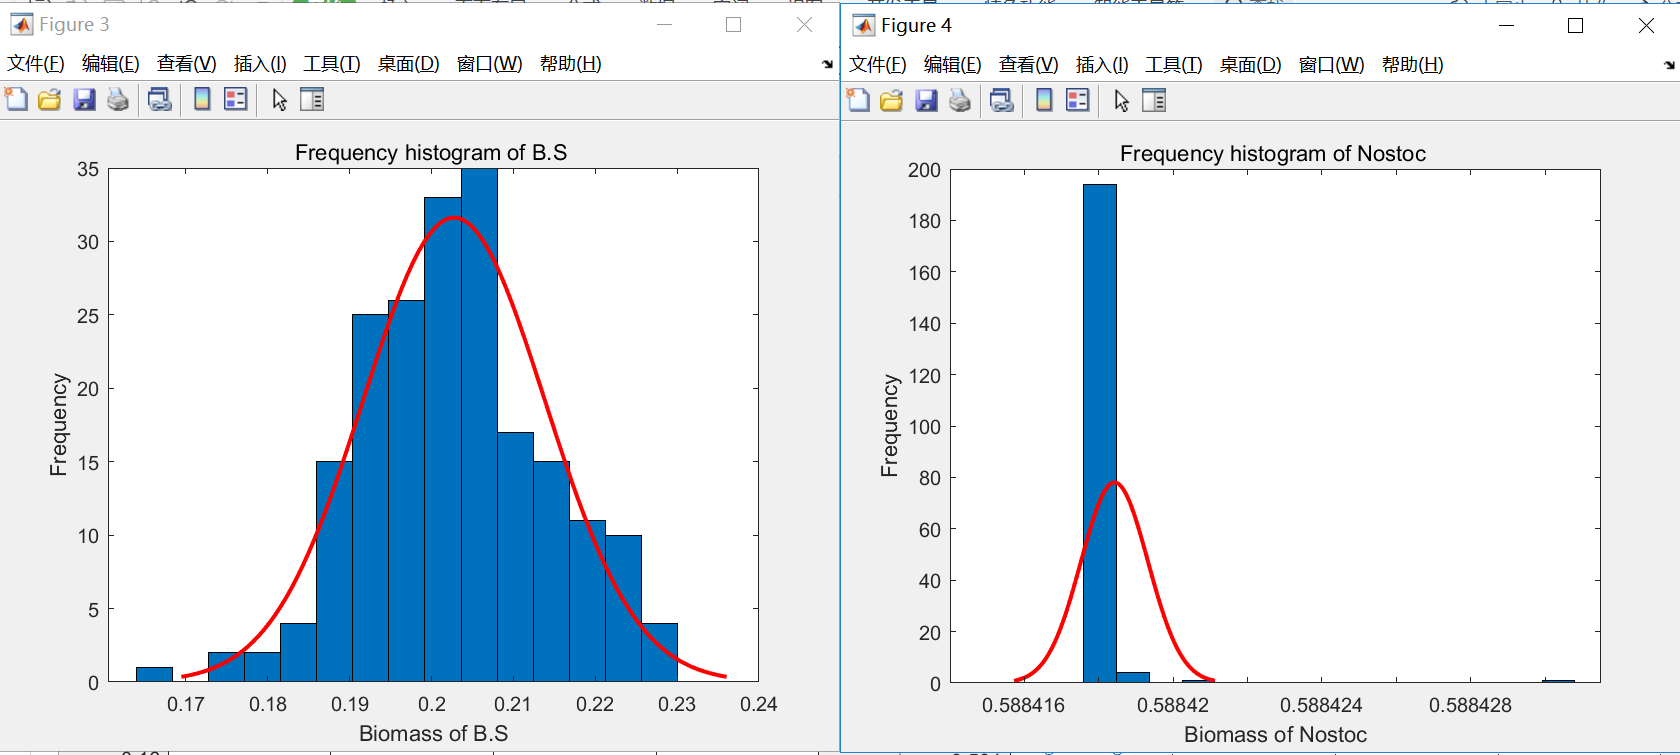 Figure 3
文件(F) 编辑(E) 查看(V) 插入(I) 工具(T) 桌面(D) 窗口(W) 帮助(H)
Frequency histogram of B.S
35
30
25
20
15
10
5
0
Frequency
0.17 0.18 0.19 0.2 0.21 0.22 0.23 0.24
Biomass of B.S
Figure 4
文件(F) 编辑(E) 查看(V) 插入(I) 工具(T) 桌面(D) 窗口(W) 帮助(H)
Frequency histogram of Nostoc
200
180
160
140
120
100
80
60
40
20
0
Frequency
0.588416 0.58842 0.588424 0.588428
Biomass of Nostoc